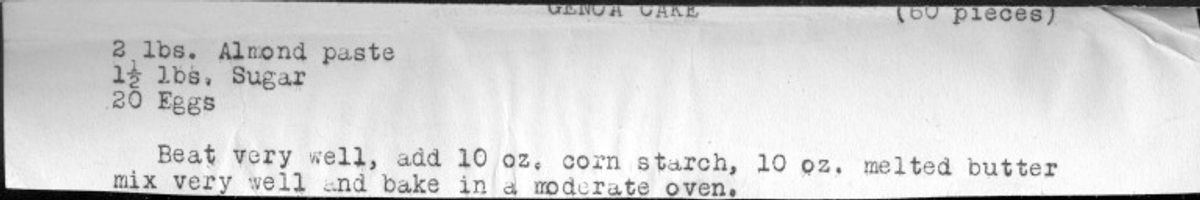 GENOA CAKE (60 pieces)
2 lbs. Almond paste
1½ lbs. Sugar
20 Eggs
Beat very well, add 10 oz. corn starch, 10 oz. melted butter
mix very well and bake in a moderate oven.